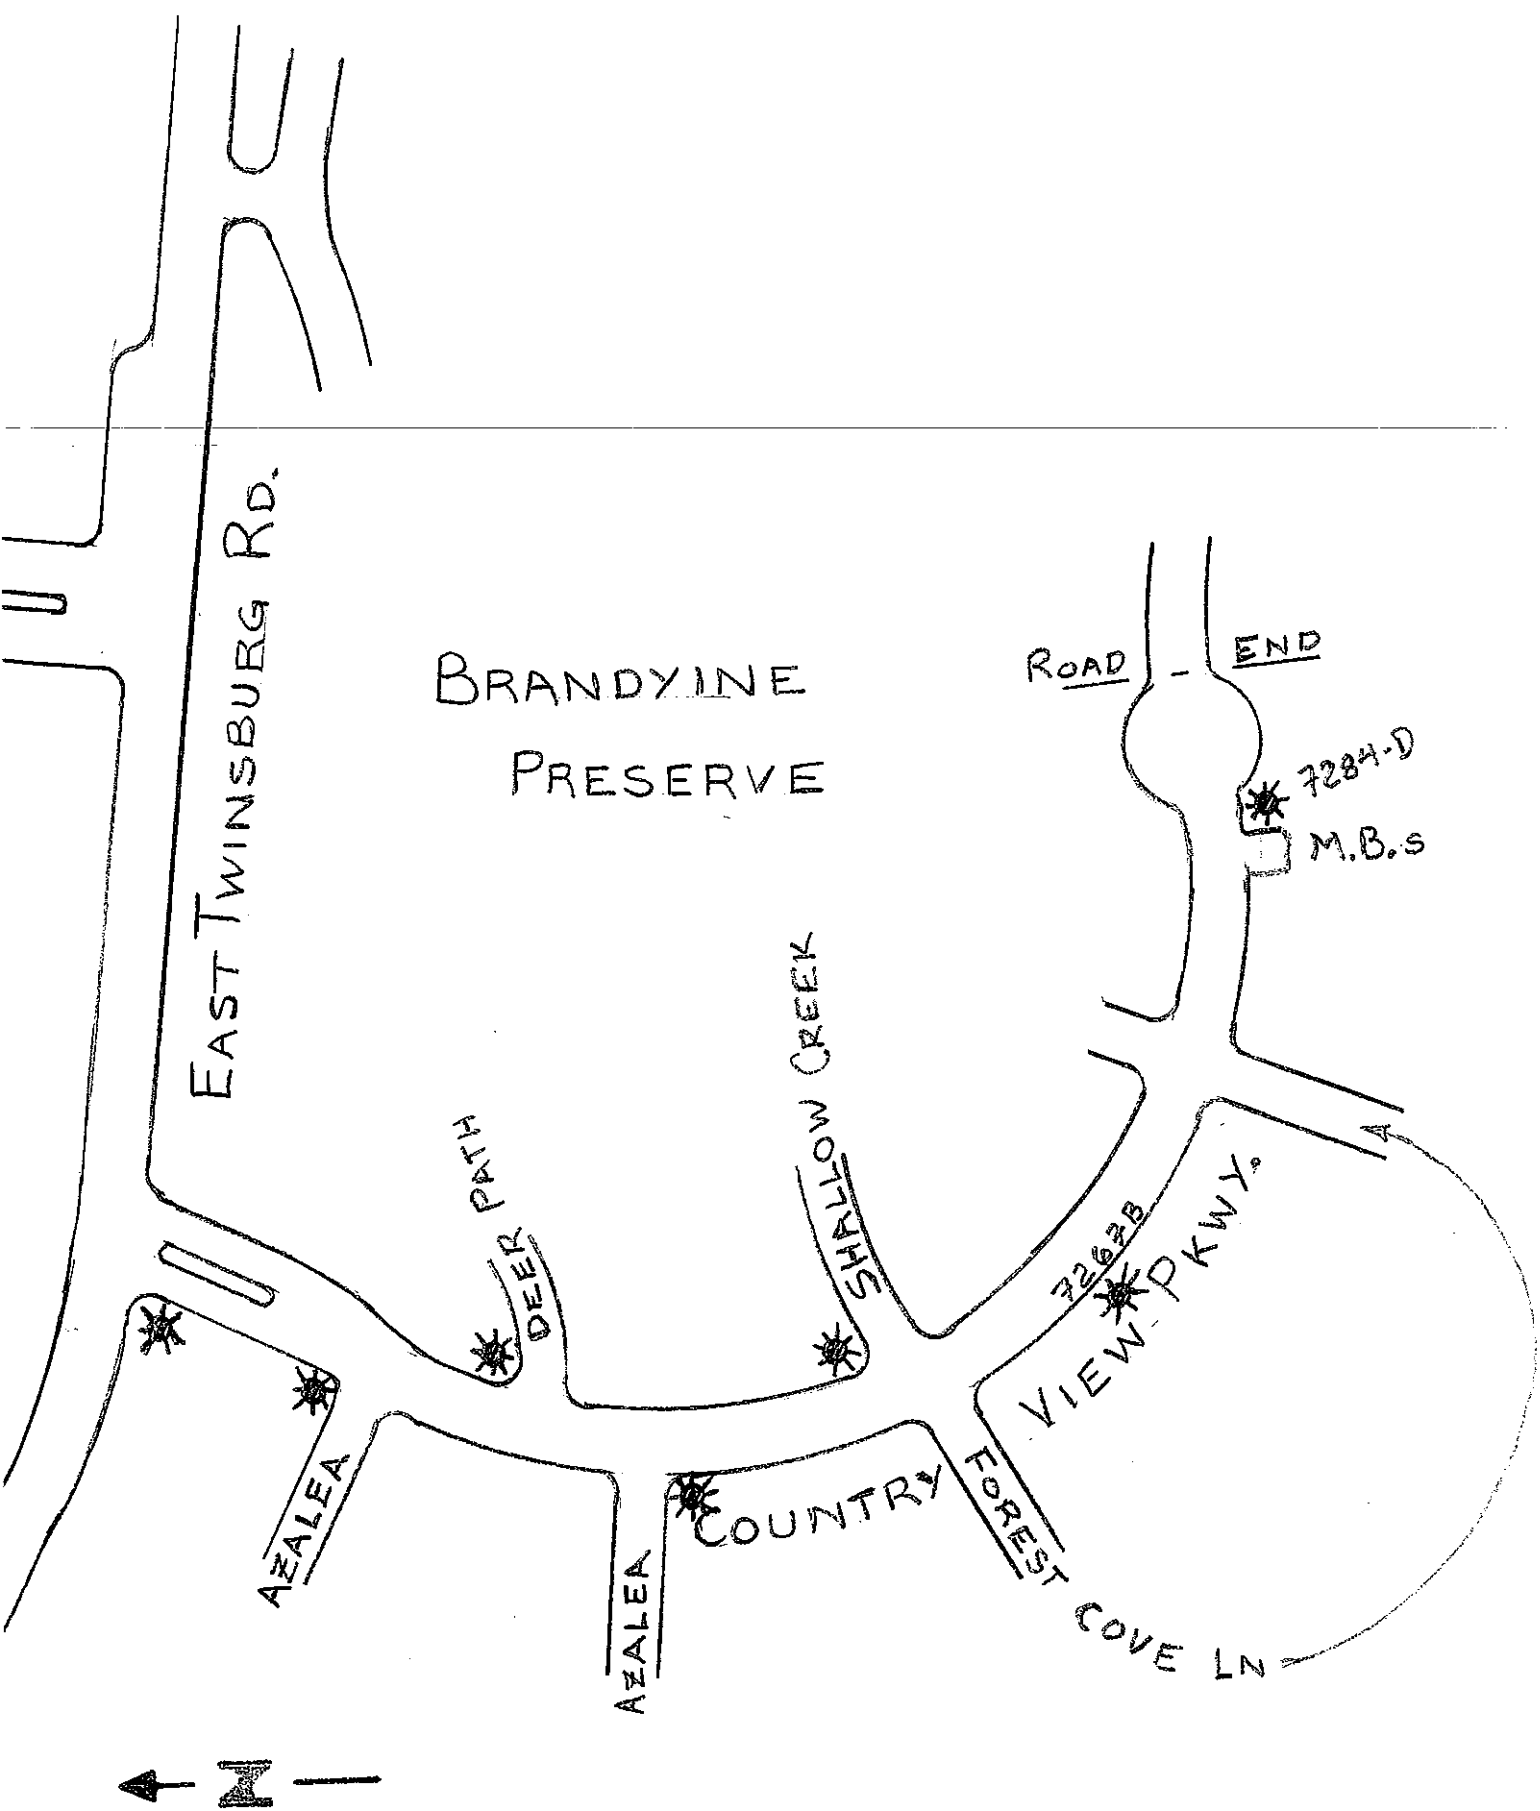 EAST TWINSBURG RD.
BRANDYINE
PRESERVE
ROAD - END
7284-D
M.B.s
DEER PATH
SHALLOW CREEK
7267B
COUNTRY VIEW PKWY.
AZALEA
AZALEA
FOREST COVE LN
N